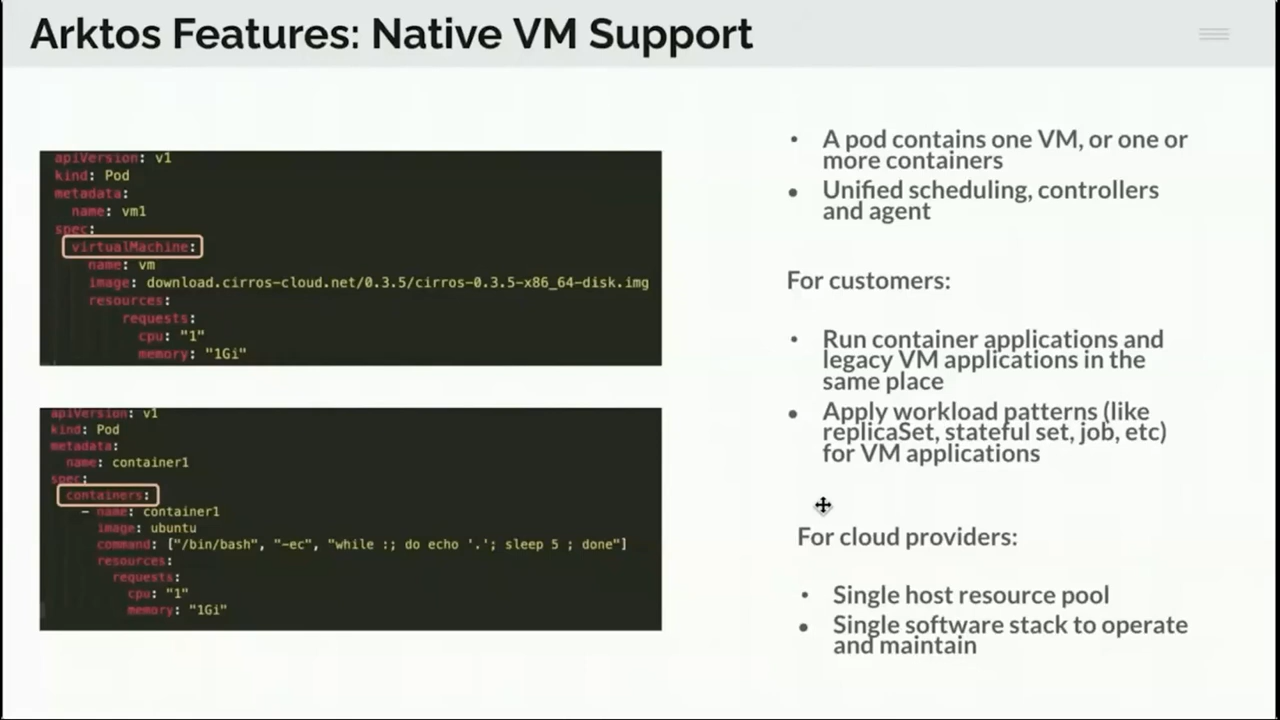 Arktos Features: Native VM Support
apiVersion: v1
kind: Pod
metadata:
name: vm1
spec:
virtualMachine:
name: vm
image: download.cirros-cloud.net/0.3.5/cirros-0.3.5-x86_64-disk.img
resources:
requests:
cpu: "1"
memory: "1Gi"
apiVersion: v1
kind: Pod
metadata:
name: container1
spec:
containers:
- name: container1
image: ubuntu
command: ["/bin/bash", "-ec", "while :; do echo '.'; sleep 5 ; done"]
resources:
requests:
cpu: "1"
memory: "1Gi"
• A pod contains one VM, or one or
more containers
• Unified scheduling, controllers
and agent
For customers:
• Run container applications and
legacy VM applications in the
same place
• Apply workload patterns (like
replicaSet, stateful set, job, etc)
for VM applications
For cloud providers:
• Single host resource pool
• Single software stack to operate
and maintain